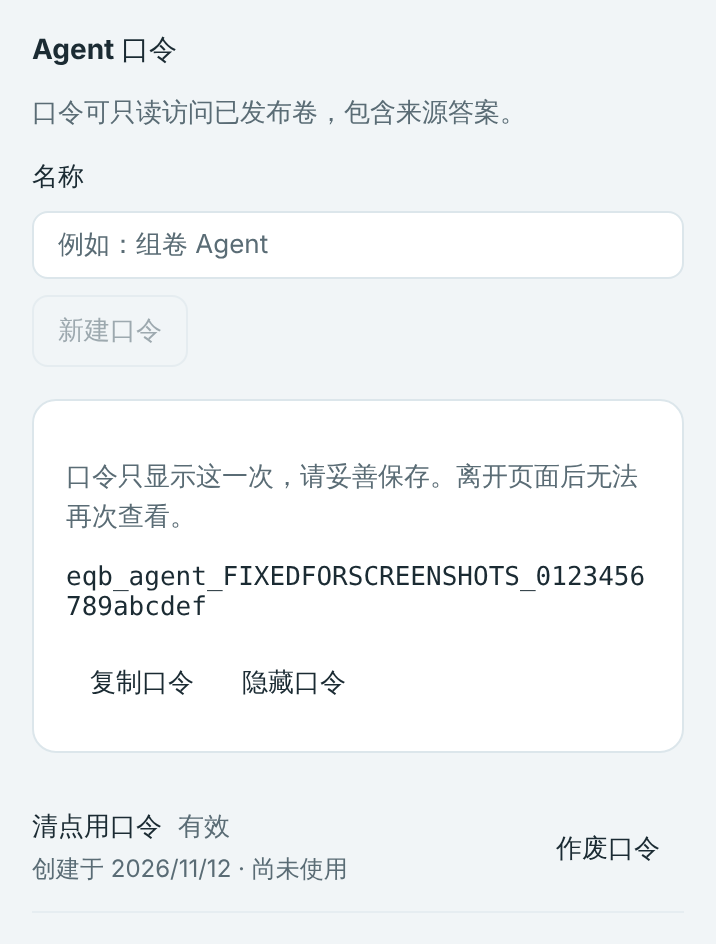 Agent 口令
口令可只读访问已发布卷，包含来源答案。
名称
例如：组卷 Agent
新建口令
口令只显示这一次，请妥善保存。离开页面后无法
再次查看。
eqb_agent_FIXEDFORSCREENSHOTS_0123456
789abcdef
复制口令 隐藏口令
清点用口令 有效
作废口令
创建于 2026/11/12 · 尚未使用